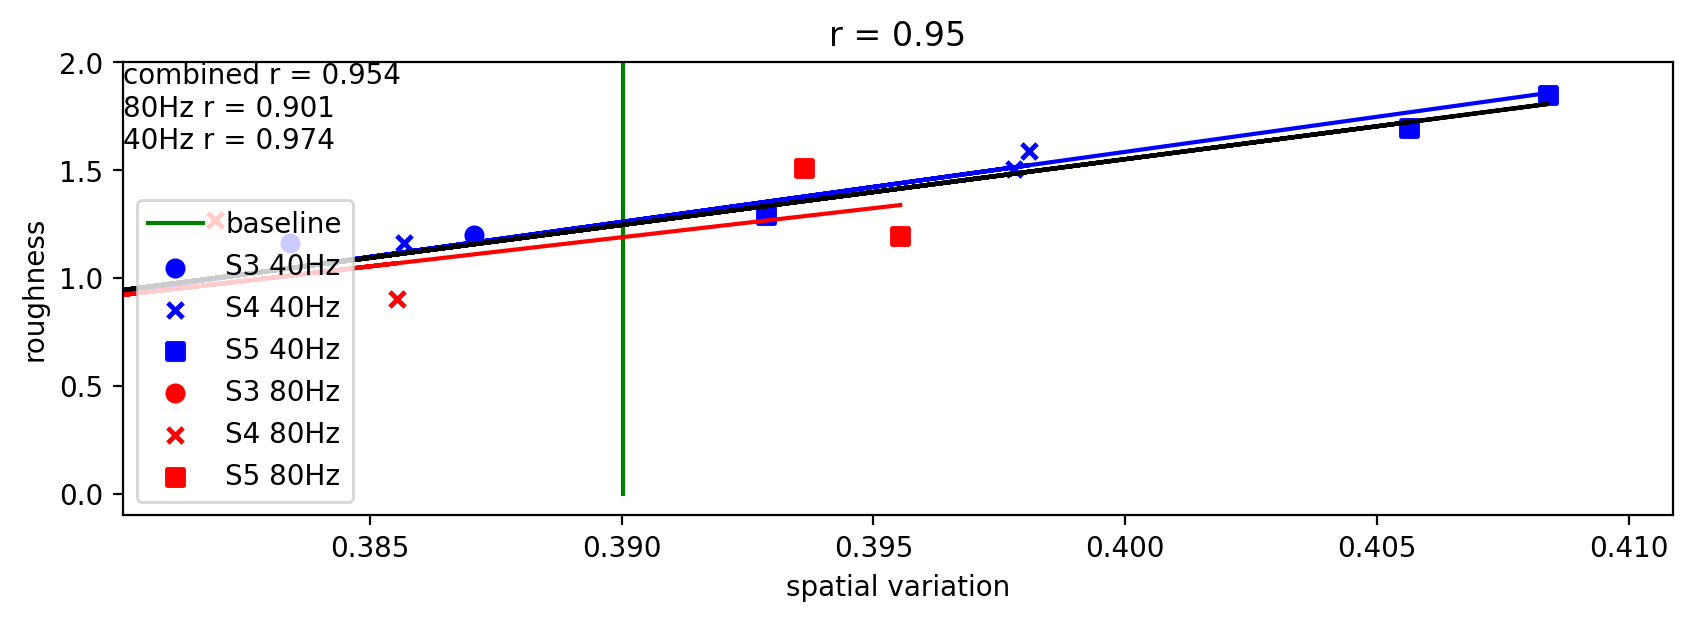 r = 0.95
combined r = 0.954
80Hz r = 0.901
40Hz r = 0.974
2.0
1.5
1.0
0.5
0.0
roughness
baseline
S3 40Hz
S4 40Hz
S5 40Hz
S3 80Hz
S4 80Hz
S5 80Hz
0.385 0.390 0.395 0.400 0.405 0.410
spatial variation